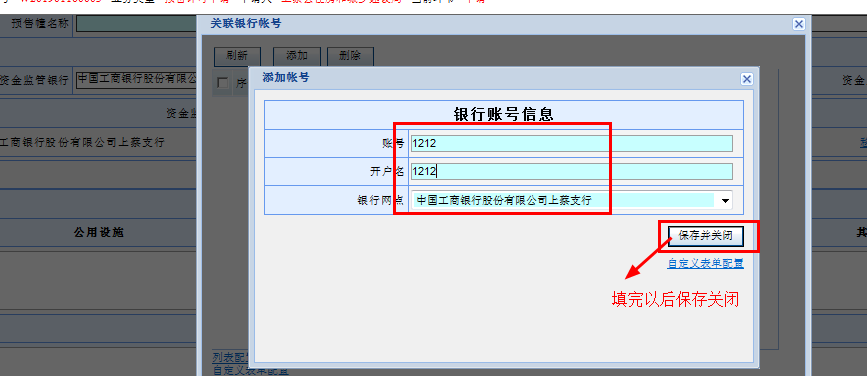 关联银行帐号
预售幢名称
刷新 添加 删除
添加帐号
资金监管银行 中国工商银行股份有限公
序
资金
银行账号信息
资金监
账号 1212
工商银行股份有限公司上蔡支行
开户名 1212
银行网点 中国工商银行股份有限公司上蔡支行
公用设施
保存并关闭
其
自定义表单配置
填完以后保存关闭
列表配
自定义表单配置